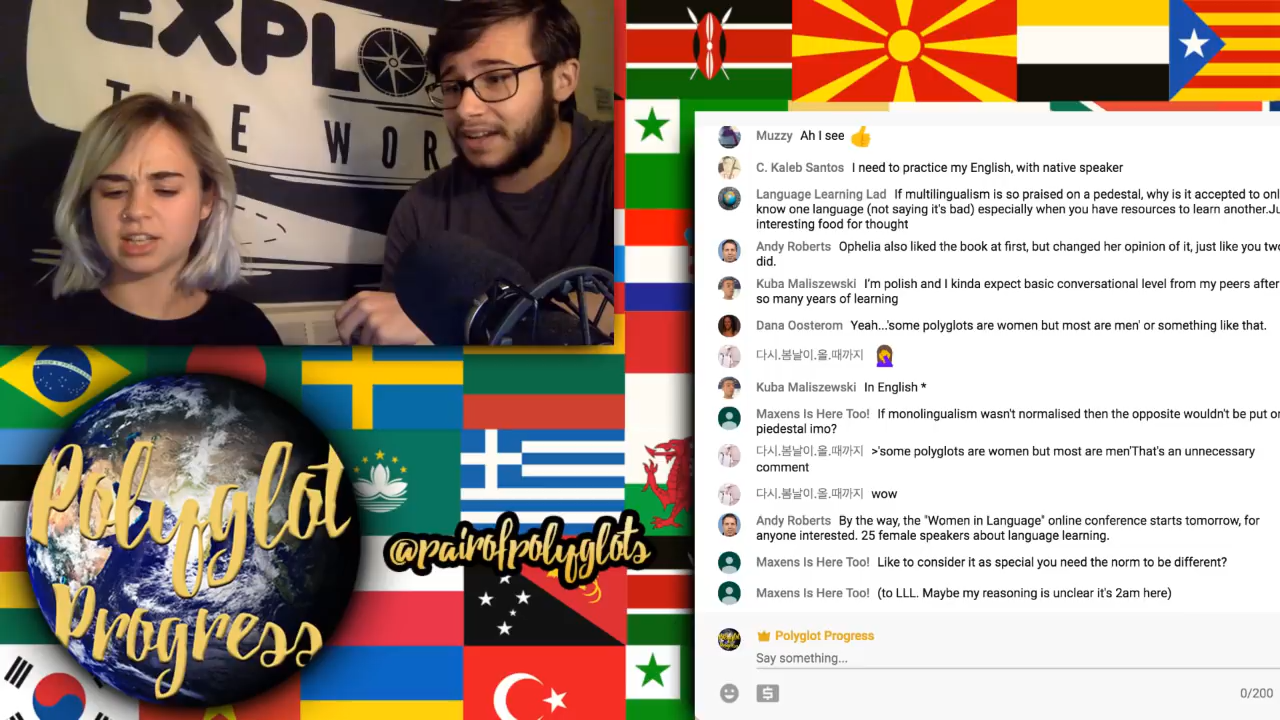 EXPLO
THE WOR
Muzzy Ah I see 👍
C. Kaleb Santos I need to practice my English, with native speaker
Language Learning Lad If multilingualism is so praised on a pedestal, why is it accepted to onl
know one language (not saying it's bad) especially when you have resources to learn another.Ju
interesting food for thought
Andy Roberts Ophelia also liked the book at first, but changed her opinion of it, just like you two
did.
Kuba Maliszewski I'm polish and I kinda expect basic conversational level from my peers after
so many years of learning
Dana Oosterom Yeah...'some polyglots are women but most are men' or something like that.
다시.봄날이.올.때까지 🤦‍♀️
Kuba Maliszewski In English *
Maxens Is Here Too! If monolingualism wasn't normalised then the opposite wouldn't be put on
piedestal imo?
다시.봄날이.올.때까지 >'some polyglots are women but most are men'That's an unnecessary
comment
다시.봄날이.올.때까지 wow
Andy Roberts By the way, the "Women in Language" online conference starts tomorrow, for
anyone interested. 25 female speakers about language learning.
Maxens Is Here Too! Like to consider it as special you need the norm to be different?
Maxens Is Here Too! (to LLL. Maybe my reasoning is unclear it's 2am here)
Polyglot Progress
Say something...
0/200
Polyglot
Progress
@pairofpolyglots